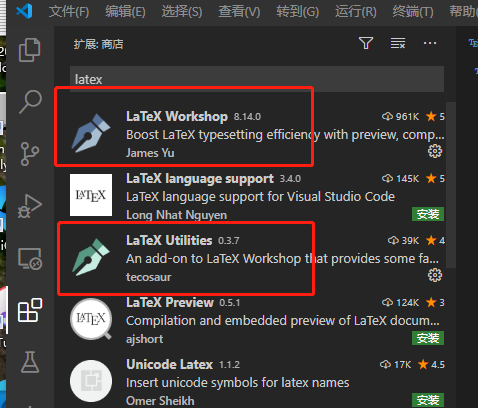 文件(F) 编辑(E) 选择(S) 查看(V) 转到(G) 运行(R) 终端(T) 帮助(
扩展: 商店
latex
LaTeX Workshop 8.14.0 961K 5
Boost LaTeX typesetting efficiency with preview, comp...
James Yu
LaTeX language support 3.4.0 145K 5
LaTeX language support for Visual Studio Code
Long Nhat Nguyen 安装
LaTeX Utilities 0.3.7 39K 4
An add-on to LaTeX Workshop that provides some fa...
tecosaur
LaTeX Preview 0.5.1 124K 3
Compilation and embedded preview of LaTeX docum...
ajshort 安装
Unicode Latex 1.1.2 17K 4.5
Insert unicode symbols for latex names
Omer Sheikh 安装